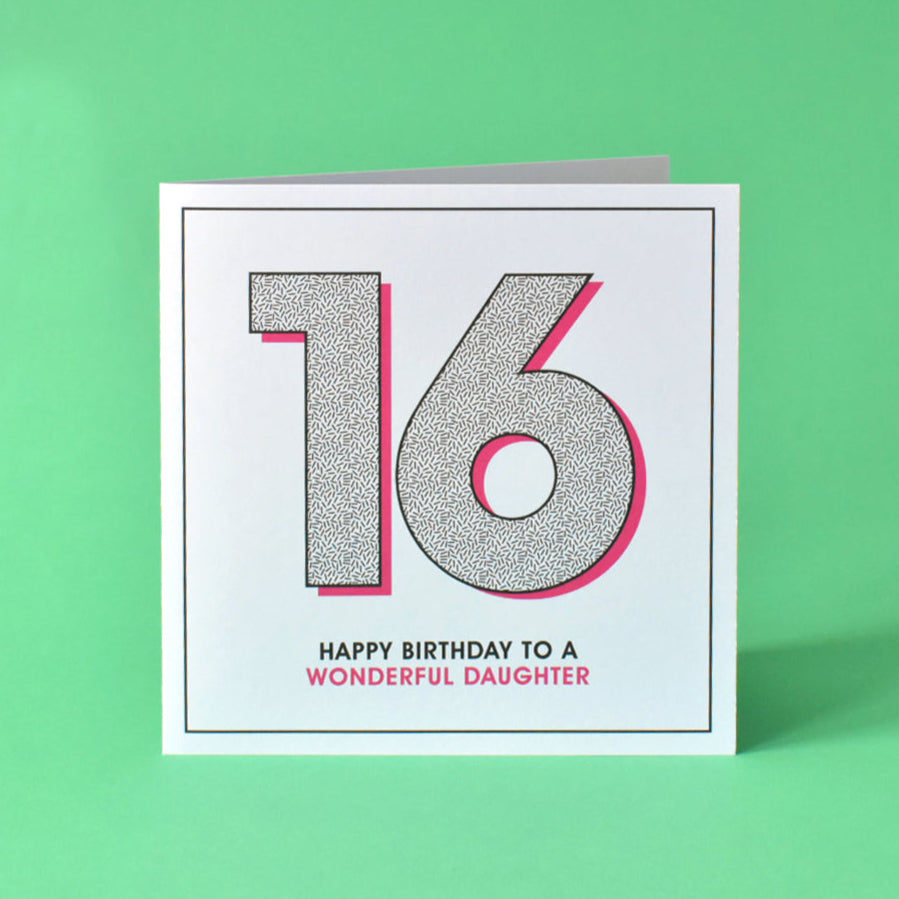 16
HAPPY BIRTHDAY TO A
WONDERFUL DAUGHTER